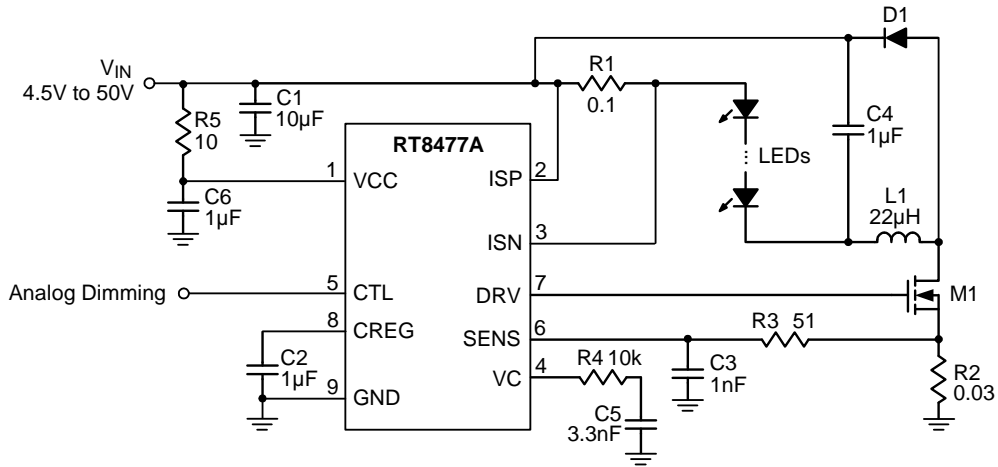 D1
VIN
4.5V to 50V
R1
0.1
C1
10µF
R5
10
C4
1µF
RT8477A
LEDs
1
VCC
ISP
2
C6
1µF
L1
22µH
ISN
3
Analog Dimming
5
CTL
DRV
7
M1
8
CREG
SENS
6
R3 51
C2
1µF
C3
1nF
R4 10k
VC
4
R2
0.03
9
GND
C5
3.3nF